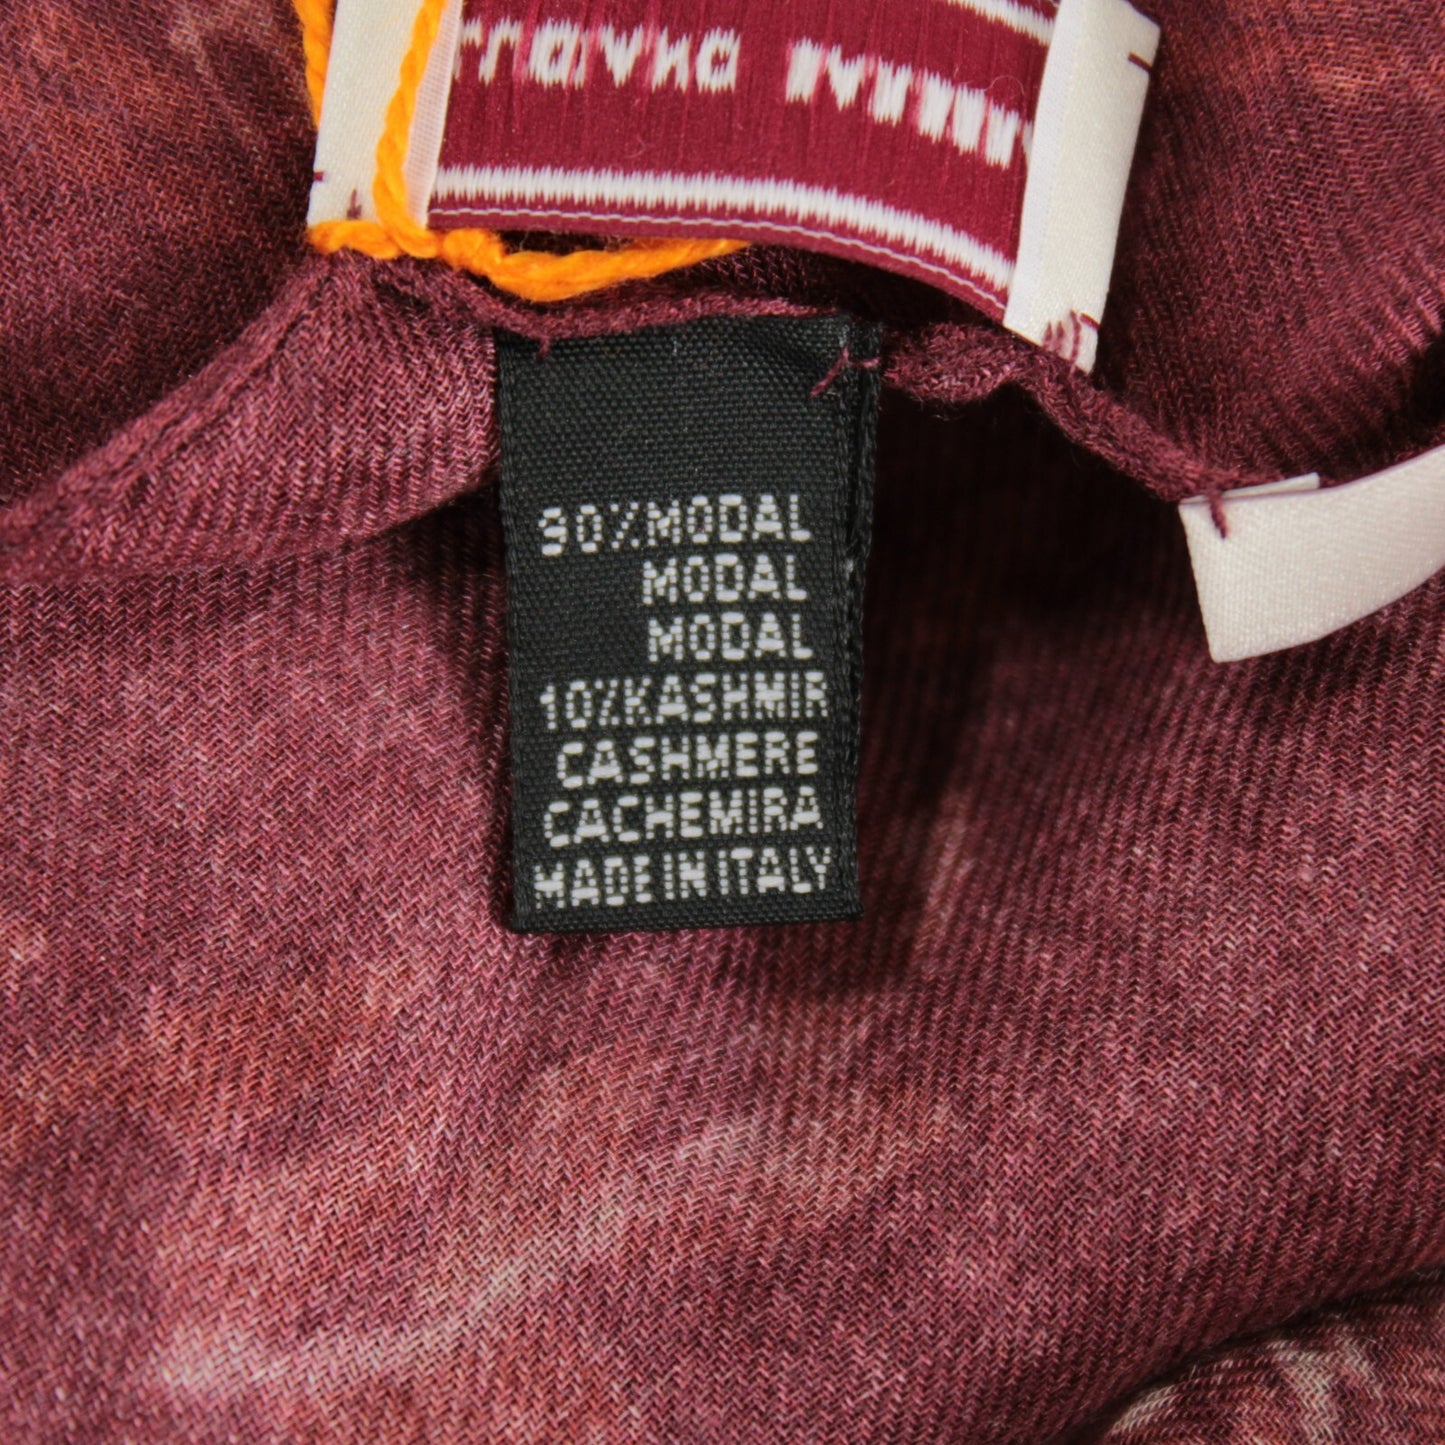 90%MODAL
MODAL
MODAL
10%KASHMIR
CASHMERE
CACHEMIRA
MADE IN ITALY